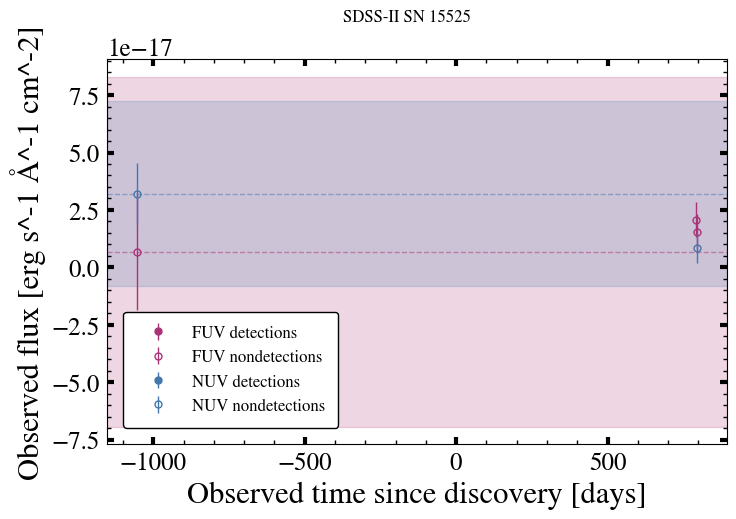 SDSS-II SN 15525
1e−17
Observed flux [erg s^-1 Å^-1 cm^-2]
7.5
5.0
2.5
0.0
−2.5
−5.0
−7.5
FUV detections
FUV nondetections
NUV detections
NUV nondetections
−1000
−500
0
500
Observed time since discovery [days]